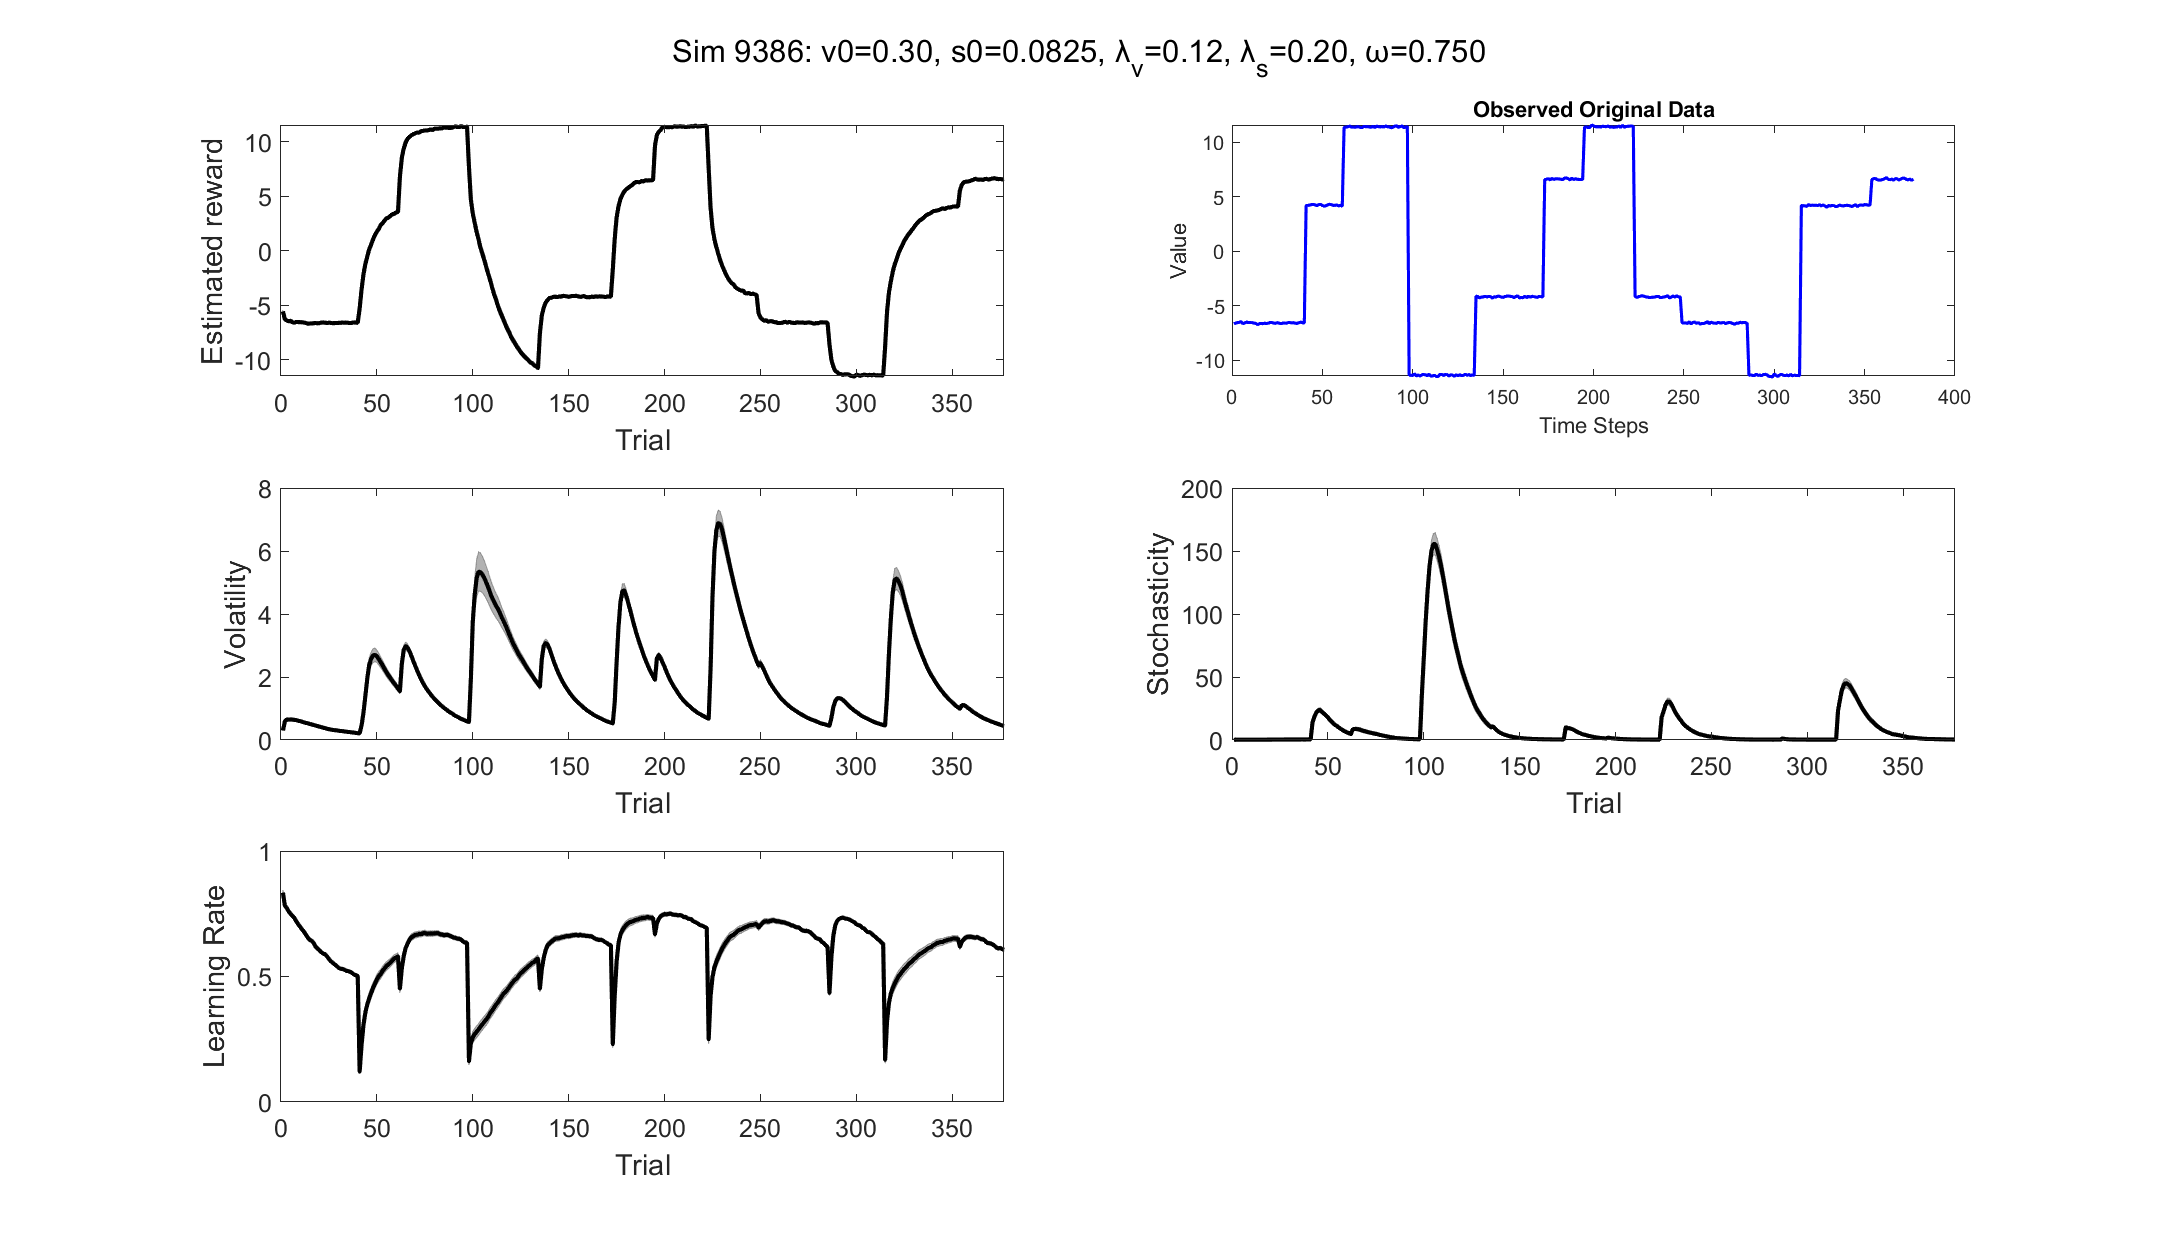 Sim 9386: v0=0.30, s0=0.0825, λ_v=0.12, λ_s=0.20, ω=0.750
Estimated reward
10
5
0
-5
-10
0 50 100 150 200 250 300 350
Trial
Observed Original Data
Value
10
5
0
-5
-10
0 50 100 150 200 250 300 350 400
Time Steps
Volatility
8
6
4
2
0
0 50 100 150 200 250 300 350
Trial
Stochasticity
200
150
100
50
0
0 50 100 150 200 250 300 350
Trial
Learning Rate
1
0.5
0
0 50 100 150 200 250 300 350
Trial